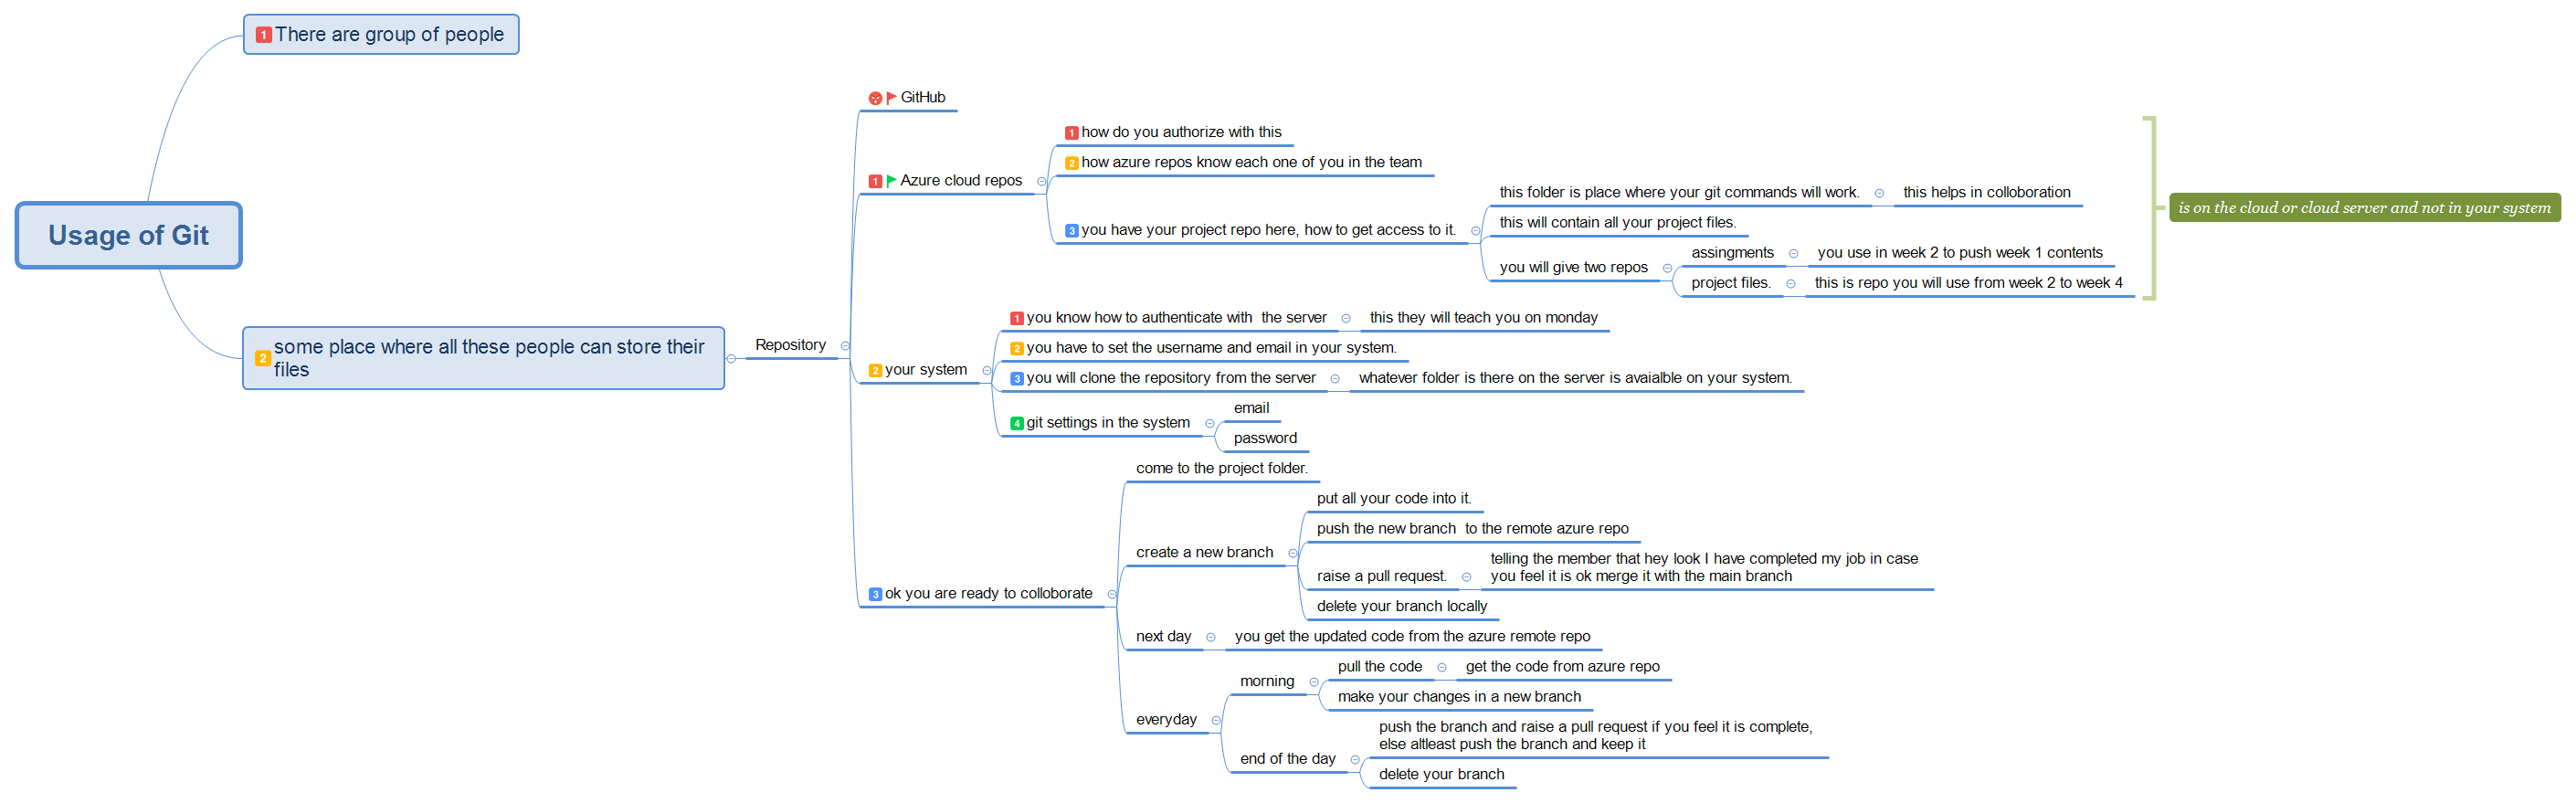 1 There are group of people
GitHub
1 how do you authorize with this
2 how azure repos know each one of you in the team
1 Azure cloud repos
this folder is place where your git commands will work.
this helps in colloboration
is on the cloud or cloud server and not in your system
this will contain all your project files.
3 you have your project repo here, how to get access to it.
Usage of Git
assingments
you use in week 2 to push week 1 contents
you will give two repos
project files.
this is repo you will use from week 2 to week 4
1 you know how to authenticate with  the server
this they will teach you on monday
2 some place where all these people can store their
files
Repository
2 you have to set the username and email in your system.
2 your system
3 you will clone the repository from the server
whatever folder is there on the server is avaialble on your system.
email
4 git settings in the system
password
come to the project folder.
put all your code into it.
push the new branch  to the remote azure repo
create a new branch
telling the member that hey look I have completed my job in case
you feel it is ok merge it with the main branch
raise a pull request.
3 ok you are ready to colloborate
delete your branch locally
next day
you get the updated code from the azure remote repo
pull the code
get the code from azure repo
morning
make your changes in a new branch
everyday
push the branch and raise a pull request if you feel it is complete,
else altleast push the branch and keep it
end of the day
delete your branch